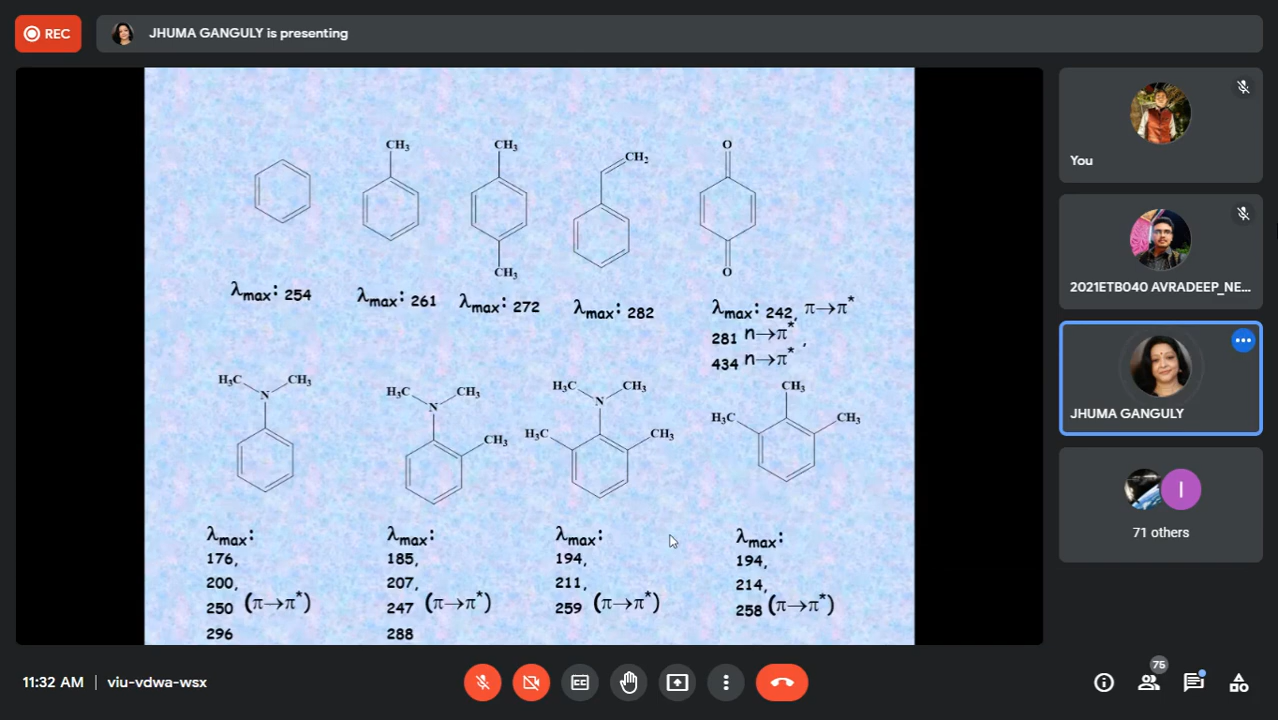 REC
JHUMA GANGULY is presenting
CH₃
CH₃
CH₃
CH₂
O
O
λmax: 254
λmax: 261
λmax: 272
λmax: 282
λmax: 242, π→π*
281 n→π*,
434 n→π*
H₃C CH₃
N
λmax:
176,
200,
250 (π→π*)
296
H₃C CH₃
N
CH₃
λmax:
185,
207,
247 (π→π*)
288
H₃C CH₃
N
H₃C CH₃
λmax:
194,
211,
259 (π→π*)
CH₃
H₃C CH₃
λmax:
194,
214,
258 (π→π*)
You
2021ETB040 AVRADEEP_NE...
JHUMA GANGULY
I
71 others
11:32 AM | viu-vdwa-wsx
CC
75